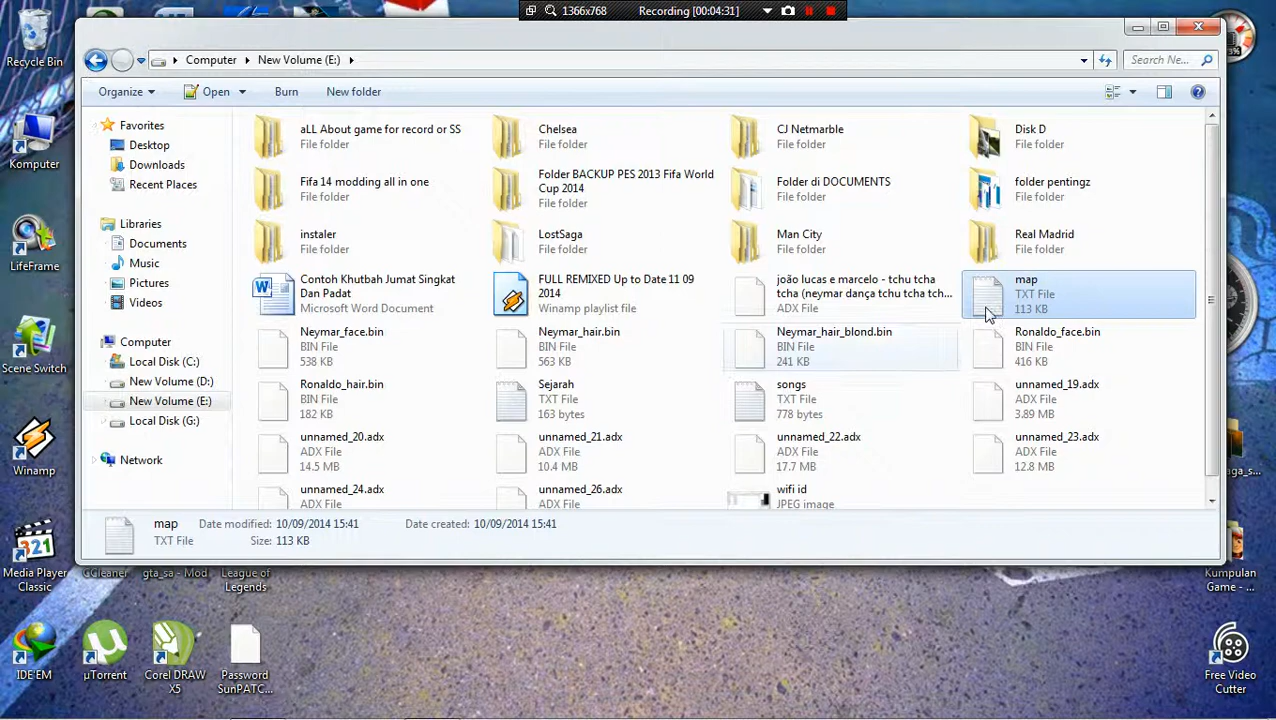 1366x768
Recording [00:04:31]
Computer
New Volume (E:)
Search Ne...
Organize
Open
Burn
New folder
Favorites
Desktop
Downloads
Recent Places
Libraries
Documents
Music
Pictures
Videos
Computer
Local Disk (C:)
New Volume (D:)
New Volume (E:)
Local Disk (G:)
Network
aLL About game for record or SS
File folder
Chelsea
File folder
CJ Netmarble
File folder
Disk D
File folder
Fifa 14 modding all in one
File folder
Folder BACKUP PES 2013 Fifa World
Cup 2014
File folder
Folder di DOCUMENTS
File folder
folder pentingz
File folder
instaler
File folder
LostSaga
File folder
Man City
File folder
Real Madrid
File folder
Contoh Khutbah Jumat Singkat
Dan Padat
Microsoft Word Document
FULL REMIXED Up to Date 11 09
2014
Winamp playlist file
joão lucas e marcelo - tchu tcha
tcha (neymar dança tchu tcha tch...
ADX File
map
TXT File
113 KB
Neymar_face.bin
BIN File
538 KB
Neymar_hair.bin
BIN File
563 KB
Neymar_hair_blond.bin
BIN File
241 KB
Ronaldo_face.bin
BIN File
416 KB
Ronaldo_hair.bin
BIN File
182 KB
Sejarah
TXT File
163 bytes
songs
TXT File
778 bytes
unnamed_19.adx
ADX File
3.89 MB
unnamed_20.adx
ADX File
14.5 MB
unnamed_21.adx
ADX File
10.4 MB
unnamed_22.adx
ADX File
17.7 MB
unnamed_23.adx
ADX File
12.8 MB
unnamed_24.adx
ADX File
unnamed_26.adx
ADX File
wifi id
JPEG image
map
TXT File
Date modified: 10/09/2014 15:41
Size: 113 KB
Date created: 10/09/2014 15:41
Recycle Bin
Komputer
LifeFrame
Scene Switch
Winamp
Media Player
Classic
CCleaner
gta_sa - Mod
League of
Legends
IDE'EM
µTorrent
Corel DRAW
X5
Password
SunPATC...
Kumpulan
Game - ...
Free Video
Cutter